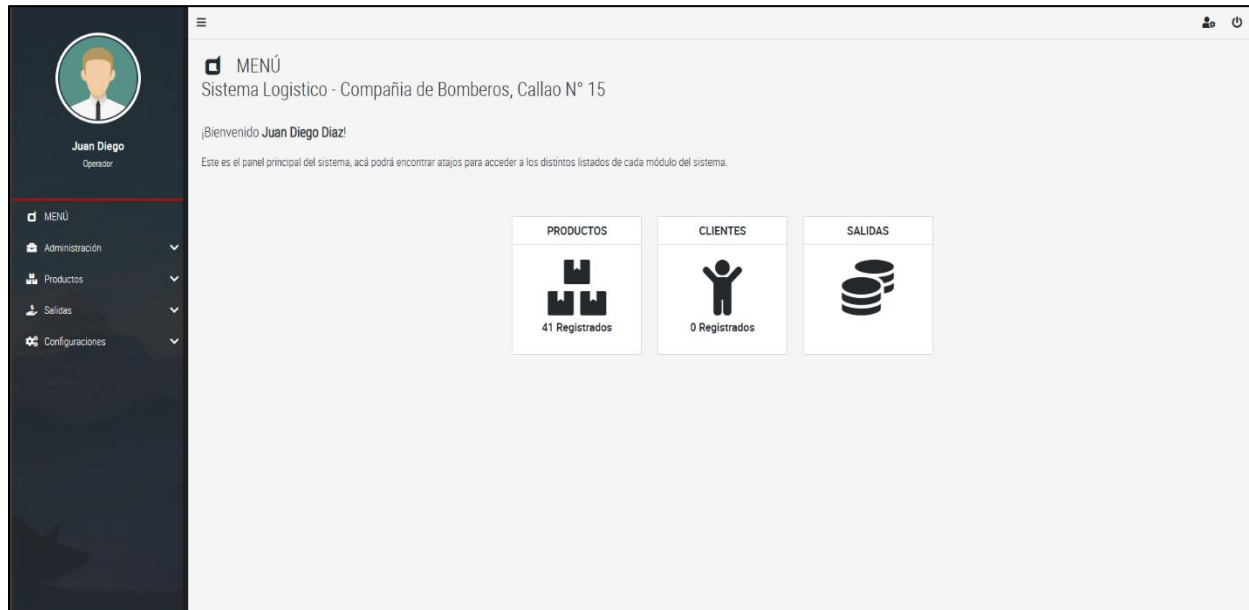 Juan Diego
Operador
MENÚ
Administración
Productos
Salidas
Configuraciones
MENÚ
Sistema Logistico - Compañia de Bomberos, Callao N° 15
¡Bienvenido Juan Diego Diaz!
Este es el panel principal del sistema, acá podrá encontrar atajos para acceder a los distintos listados de cada módulo del sistema.
PRODUCTOS
41 Registrados
CLIENTES
0 Registrados
SALIDAS